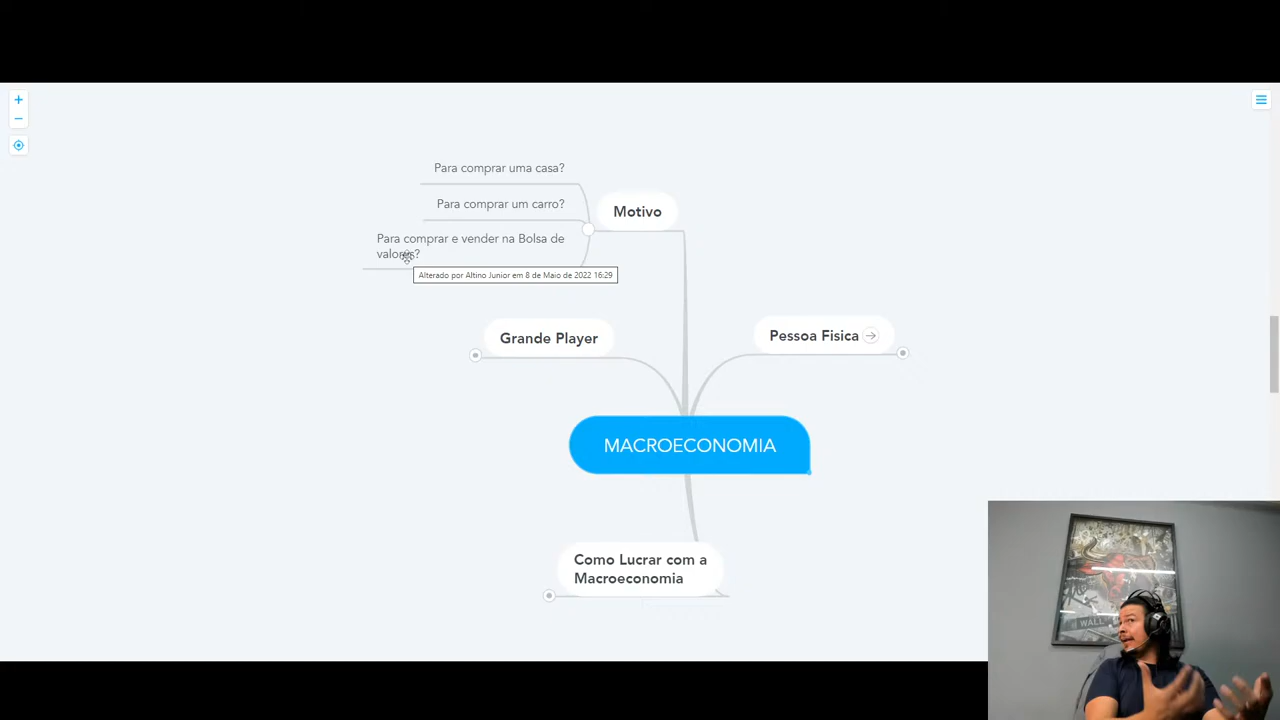 Para comprar uma casa?
Motivo
Para comprar um carro?
Para comprar e vender na Bolsa de
valores?
Alterado por Altino Junior em 8 de Maio de 2022 16:29
Grande Player
Pessoa Fisica
MACROECONOMIA
Como Lucrar com a
Macroeconomia
WALL